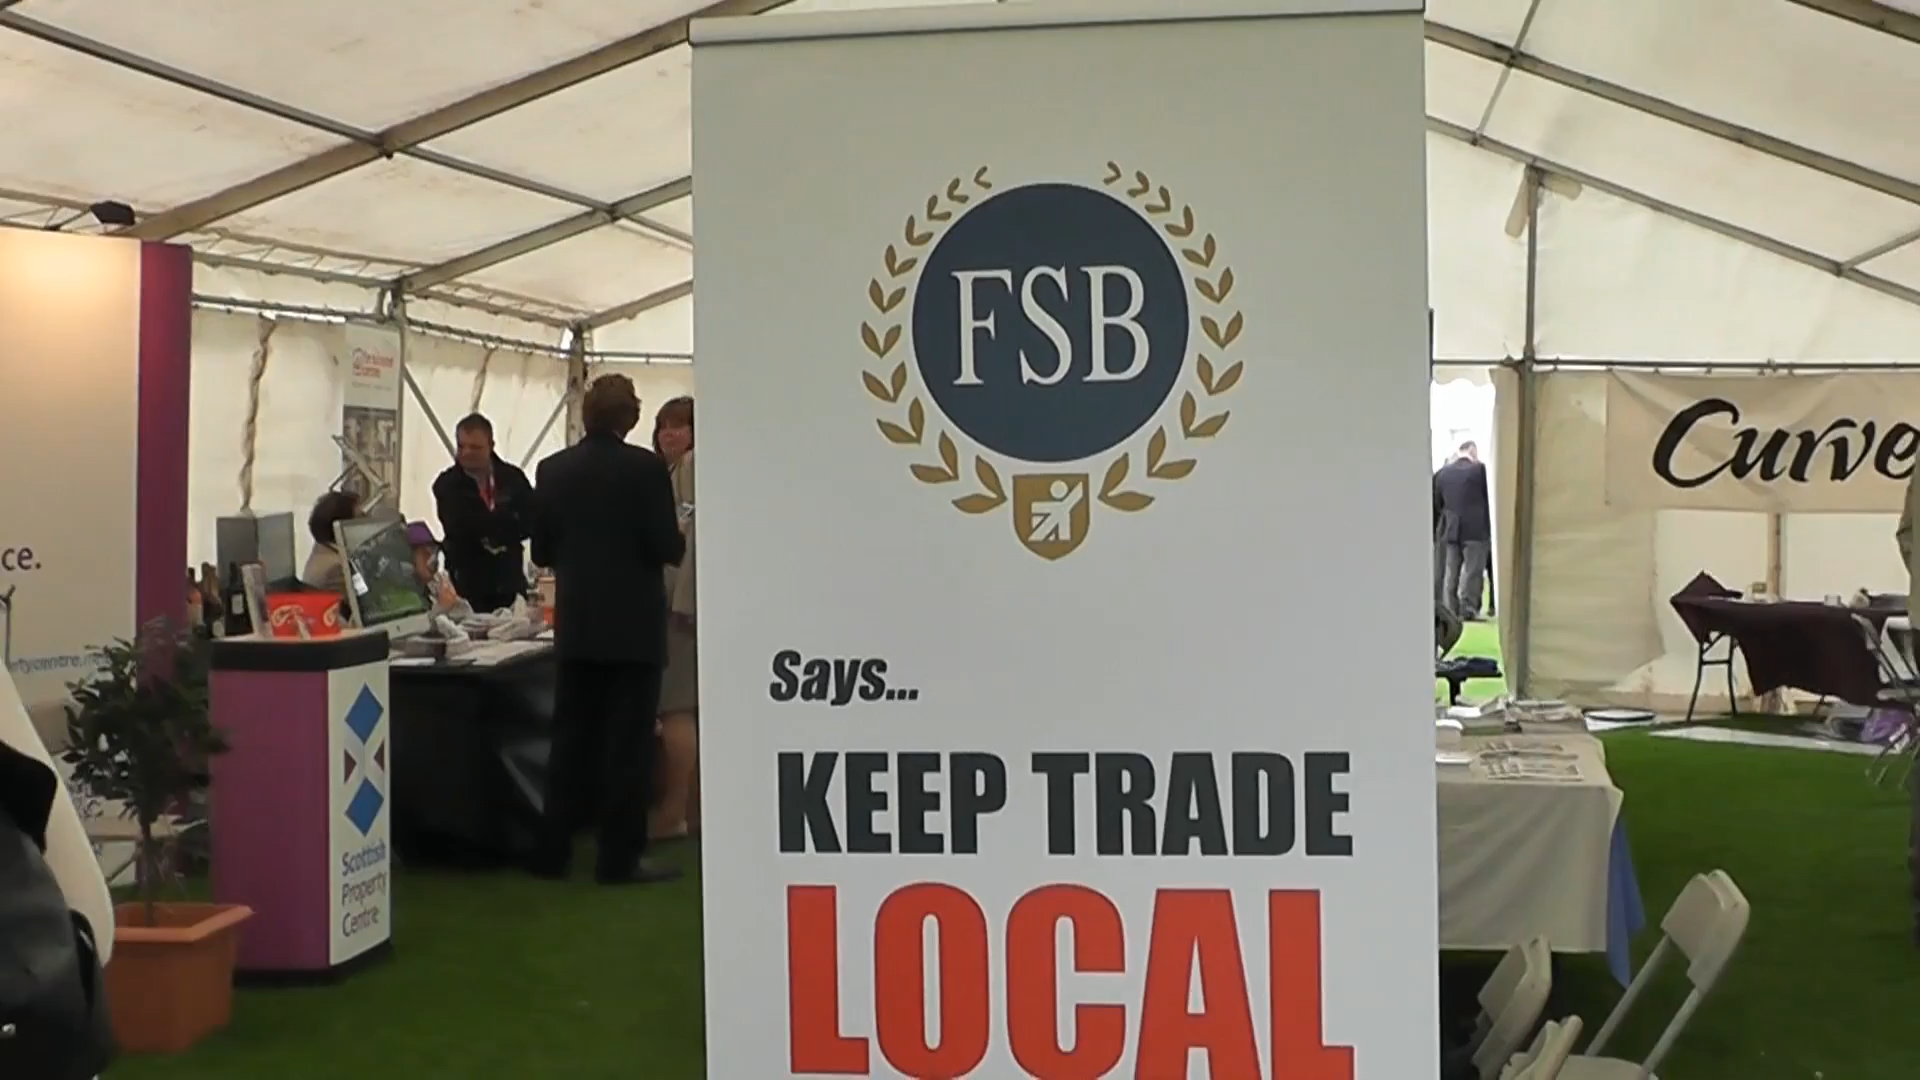 FSB
Says...
KEEP TRADE
LOCAL
Curve
ce.
Scottish
Property
Centre